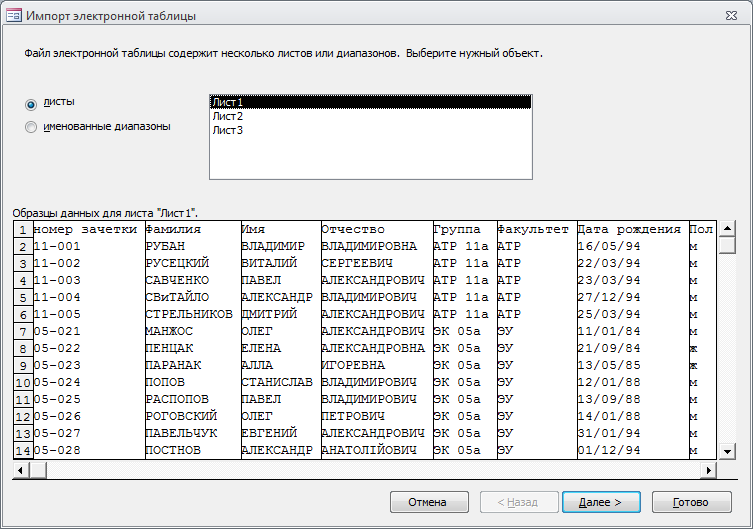 Импорт электронной таблицы
Файл электронной таблицы содержит несколько листов или диапазонов. Выберите нужный объект.
листы
именованные диапазоны
Лист1
Лист2
Лист3
Образцы данных для листа "Лист1".
1 номер зачетки Фамилия Имя Отчество Группа Факультет Дата рождения Пол
2 11-001 РУВАН ВЛАДИМИР ВЛАДИМИРОВНА АТР 11а АТР 16/05/94 м
3 11-002 РУСЕЦКИЙ ВИТАЛИЙ СЕРГЕЕВИЧ АТР 11а АТР 22/03/94 м
4 11-003 САВЧЕНКО ПАВЕЛ АЛЕКСАНДРОВИЧ АТР 11а АТР 23/03/94 м
5 11-004 СВиТАЙЛО АЛЕКСАНДР ВЛАДИМИРОВИЧ АТР 11а АТР 27/12/94 м
6 11-005 СТРЕЛЬНИКОВ ДМИТРИЙ АЛЕКСАНДРОВИЧ АТР 11а АТР 25/03/94 м
7 05-021 МАНЖОС ОЛЕГ АЛЕКСАНДРОВИЧ ЭК 05а ЭУ 11/01/84 м
8 05-022 ПЕНЦАК ЕЛЕНА АЛЕКСАНДРОВНА ЭК 05а ЭУ 21/09/84 ж
9 05-023 ПАРАНАК АЛЛА ИГОРЕВНА ЭК 05а ЭУ 13/05/85 ж
10 05-024 ПОПОВ СТАНИСЛАВ ВЛАДИМИРОВИЧ ЭК 05а ЭУ 12/01/88 м
11 05-025 РАСПОПОВ ПАВЕЛ ВЛАДИМИРОВИЧ ЭК 05а ЭУ 13/09/88 м
12 05-026 РОГОВСКИЙ ОЛЕГ ПЕТРОВИЧ ЭК 05а ЭУ 14/01/88 м
13 05-027 ПАВЕЛЬЧУК ЕВГЕНИЙ АЛЕКСАНДРОВИЧ ЭК 05а ЭУ 31/01/94 м
14 05-028 ПОСТНОВ АЛЕКСАНДР АНАТОЛІЙОВИЧ ЭК 05а ЭУ 01/12/94 м
Отмена < Назад Далее > Готово